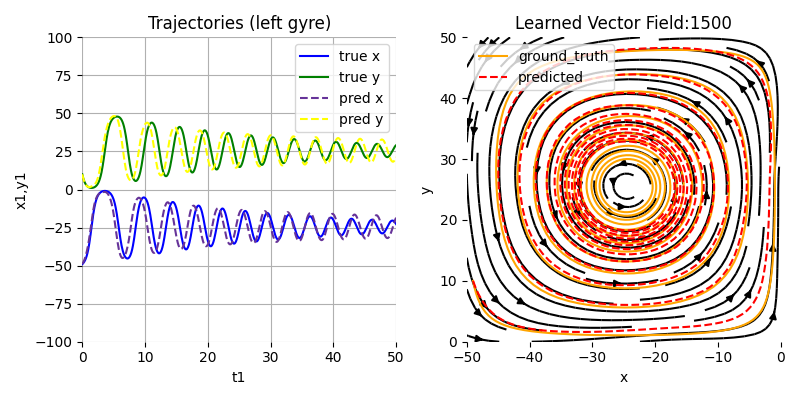 Trajectories (left gyre)
100
75
50
25
0
−25
−50
−75
−100
x1,y1
0
10
20
30
40
50
t1
true x
true y
pred x
pred y
Learned Vector Field:1500
50
40
30
20
10
0
y
−50
−40
−30
−20
−10
0
x
ground_truth
predicted